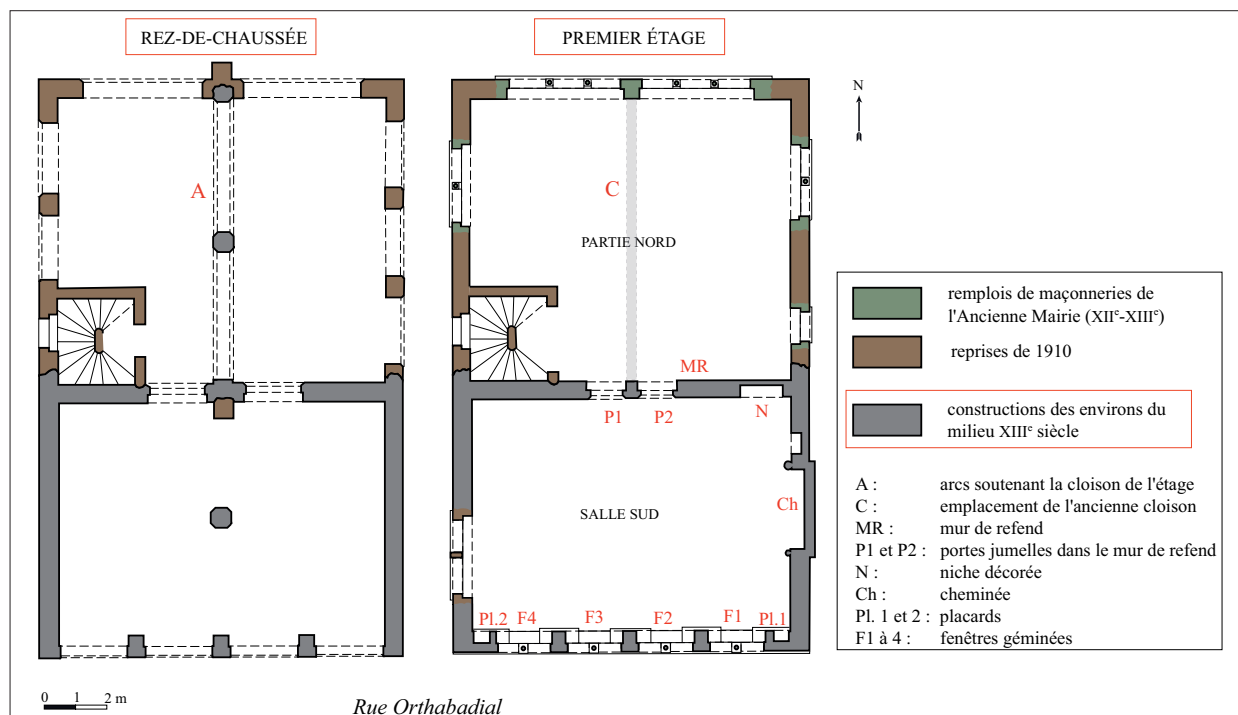 REZ-DE-CHAUSSÉE
PREMIER ÉTAGE
N
A
C
PARTIE NORD
MR
P1
P2
N
SALLE SUD
Ch
Pl.2
F4
F3
F2
F1
Pl.1
remplois de maçonneries de
l'Ancienne Mairie (XIIᵉ-XIIIᵉ)
reprises de 1910
constructions des environs du
milieu XIIIᵉ siècle
A : arcs soutenant la cloison de l'étage
C : emplacement de l'ancienne cloison
MR : mur de refend
P1 et P2 : portes jumelles dans le mur de refend
N : niche décorée
Ch : cheminée
Pl. 1 et 2 : placards
F1 à 4 : fenêtres géminées
0 1 2 m
Rue Orthabadial